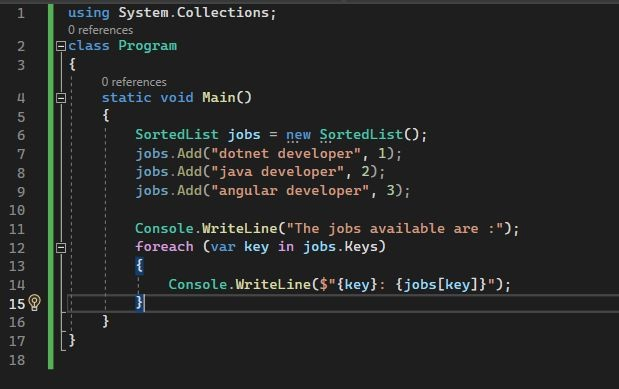 1 using System.Collections;
0 references
2 class Program
3 {
0 references
4 static void Main()
5 {
6 SortedList jobs = new SortedList();
7 jobs.Add("dotnet developer", 1);
8 jobs.Add("java developer", 2);
9 jobs.Add("angular developer", 3);
10
11 Console.WriteLine("The jobs available are :");
12 foreach (var key in jobs.Keys)
13 {
14 Console.WriteLine($"{key}: {jobs[key]}");
15 }
16 }
17 }
18